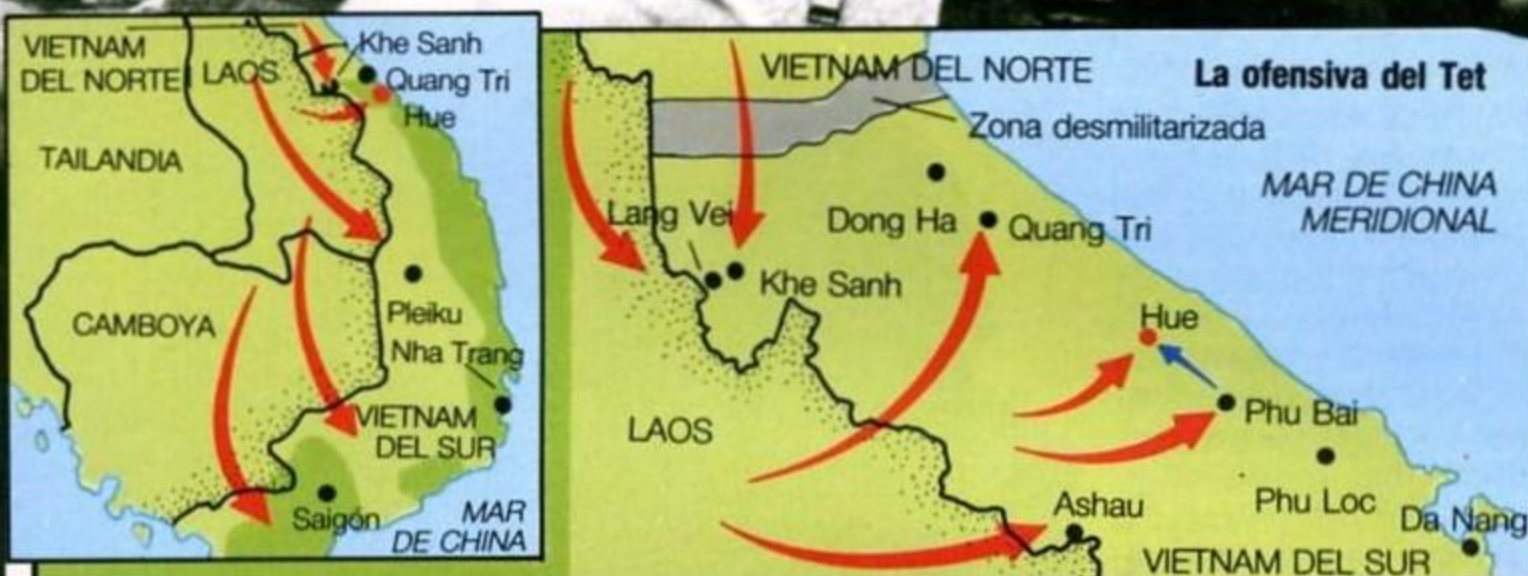 VIETNAM
DEL NORTE
LAOS
Khe Sanh
Quang Tri
Hue
TAILANDIA
CAMBOYA
Pleiku
Nha Trang
VIETNAM
DEL SUR
Saigón
MAR
DE CHINA
VIETNAM DEL NORTE
La ofensiva del Tet
Zona desmilitarizada
MAR DE CHINA
MERIDIONAL
Lang Vei
Dong Ha
Quang Tri
Khe Sanh
Hue
LAOS
Phu Bai
Ashau
Phu Loc
Da Nang
VIETNAM DEL SUR